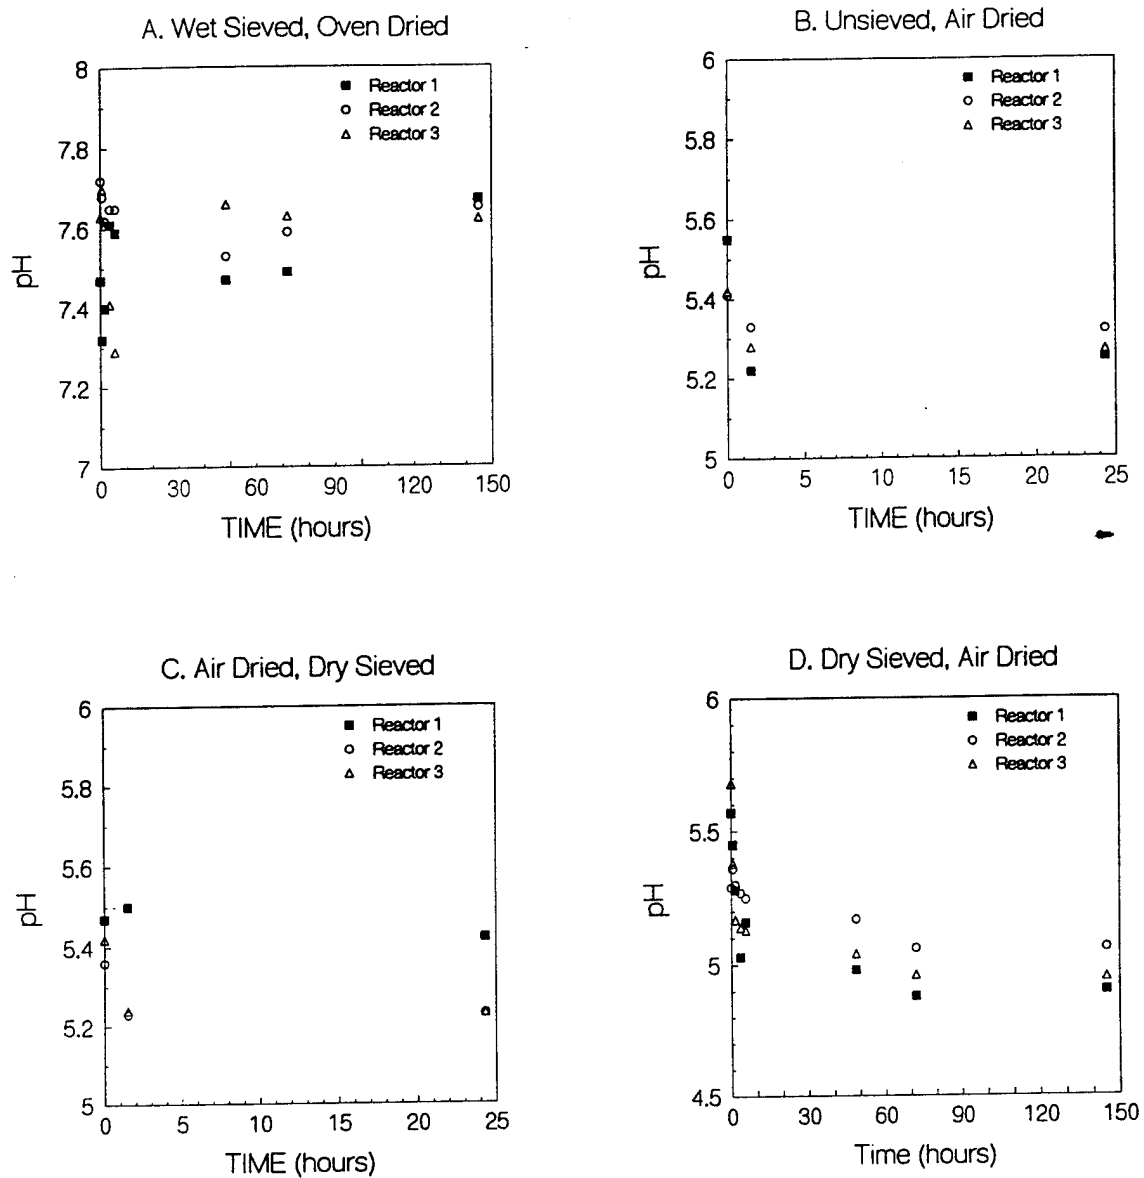 A. Wet Sieved, Oven Dried
8
7.8
7.6
7.4
7.2
7
pH
Reactor 1
Reactor 2
Reactor 3
0 30 60 90 120 150
TIME (hours)
B. Unsieved, Air Dried
6
5.8
5.6
5.4
5.2
5
pH
Reactor 1
Reactor 2
Reactor 3
0 5 10 15 20 25
TIME (hours)
C. Air Dried, Dry Sieved
6
5.8
5.6
5.4
5.2
5
pH
Reactor 1
Reactor 2
Reactor 3
0 5 10 15 20 25
TIME (hours)
D. Dry Sieved, Air Dried
6
5.5
5
4.5
pH
Reactor 1
Reactor 2
Reactor 3
0 30 60 90 120 150
Time (hours)